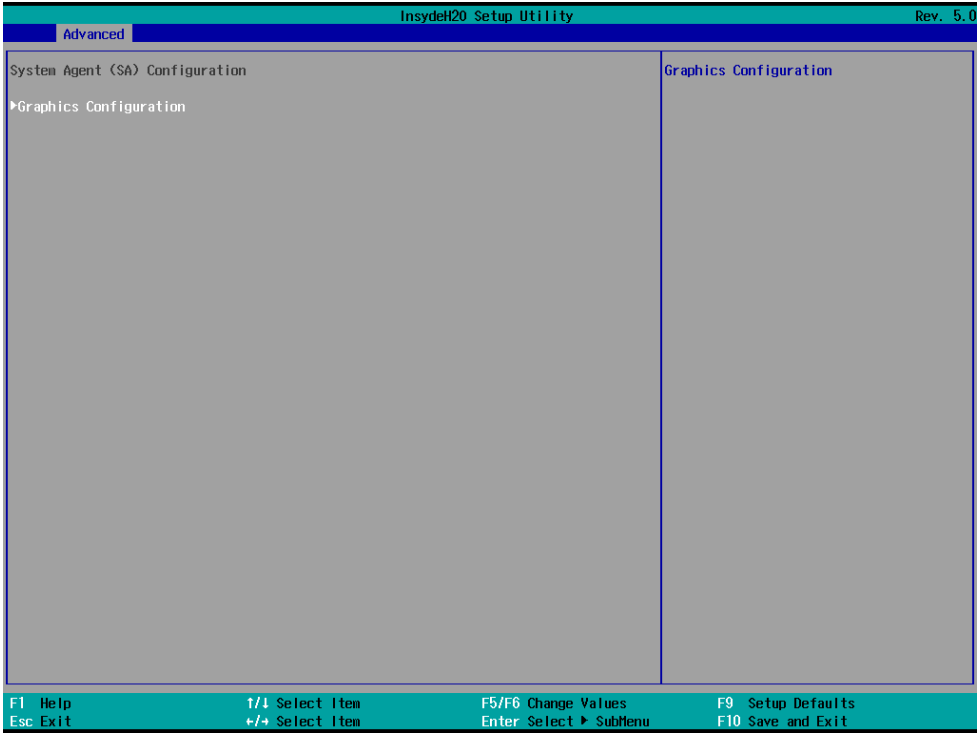 InsydeH20 Setup Utility Rev. 5.0
Advanced
System Agent (SA) Configuration
▶Graphics Configuration
Graphics Configuration
F1 Help ↑/↓ Select Item F5/F6 Change Values F9 Setup Defaults
Esc Exit ←/→ Select Item Enter Select ▶ SubMenu F10 Save and Exit